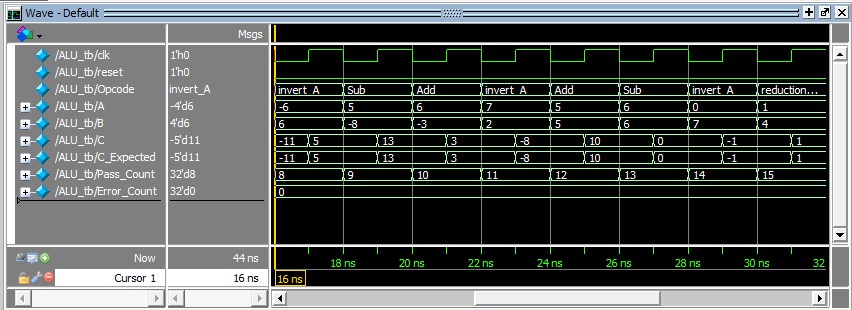 Wave - Default
Msgs
/ALU_tb/clk 1'h0
/ALU_tb/reset 1'h0
/ALU_tb/Opcode invert_A invert_A Sub Add invert_A Add Sub invert_A reduction...
/ALU_tb/A -4'd6 -6 5 6 7 5 6 0 1
/ALU_tb/B 4'd6 6 -8 -3 2 5 6 7 4
/ALU_tb/C -5'd11 -11 5 13 3 -8 10 0 -1 1
/ALU_tb/C_Expected -5'd11 -11 5 13 3 -8 10 0 -1 1
/ALU_tb/Pass_Count 32'd8 8 9 10 11 12 13 14 15
/ALU_tb/Error_Count 32'd0 0
Now 44 ns 18 ns 20 ns 22 ns 24 ns 26 ns 28 ns 30 ns 32
Cursor 1 16 ns 16 ns